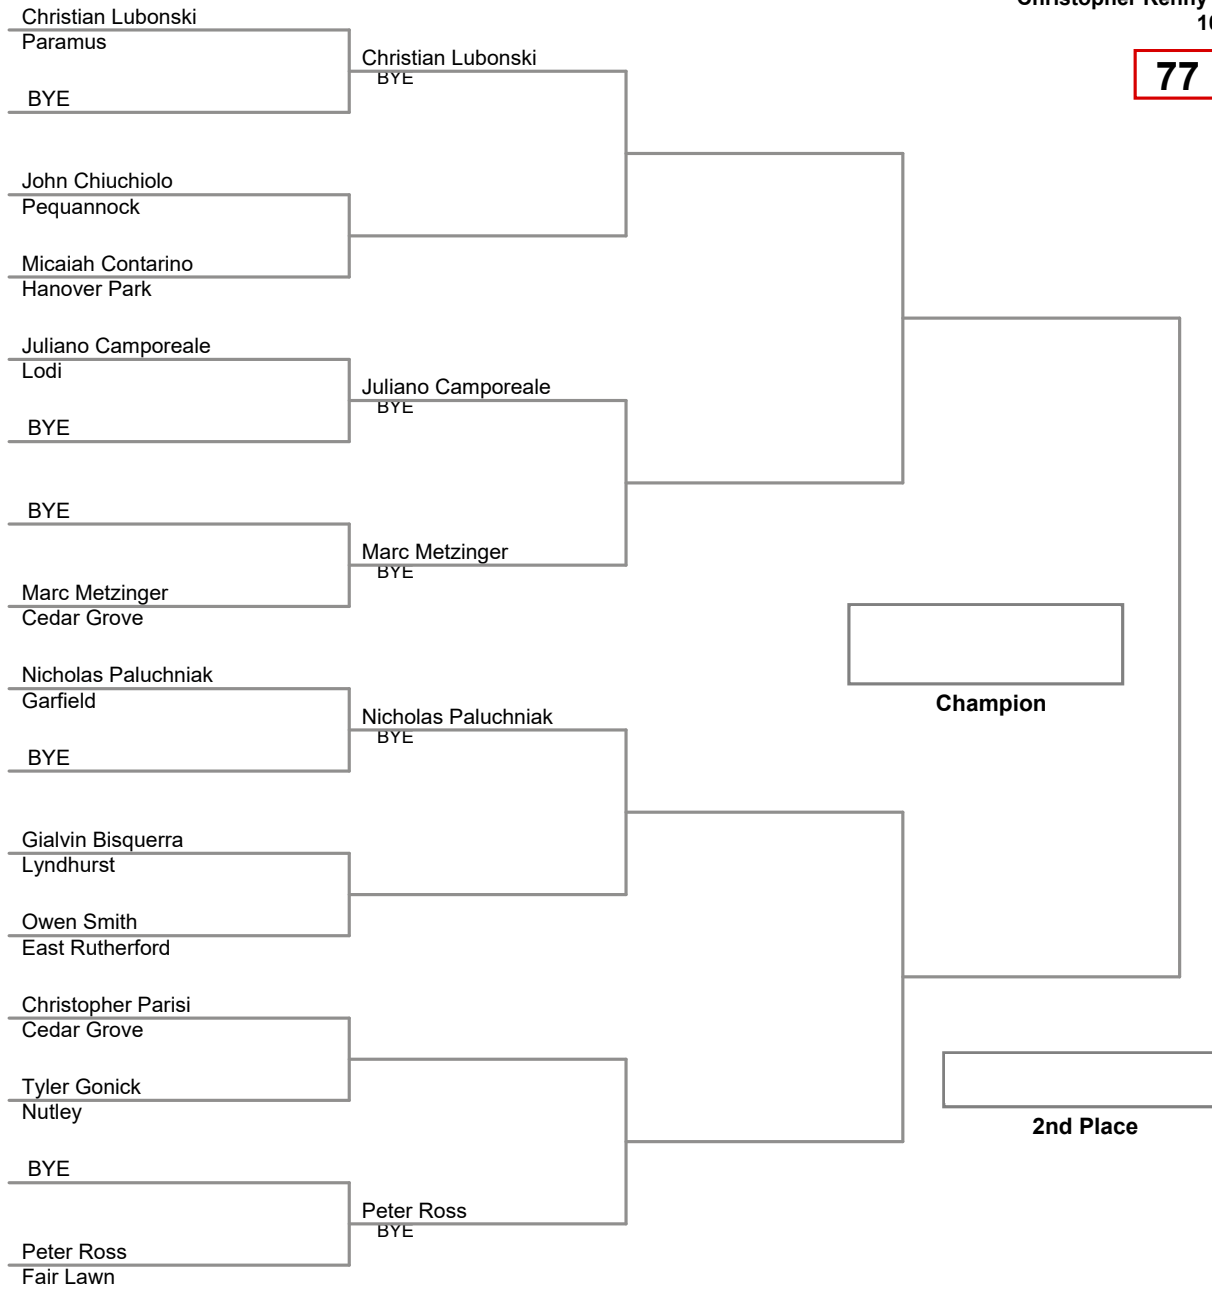 Christopher Kenny
10
77
Christian Lubonski
Paramus
BYE
Christian Lubonski
BYE
John Chiuchiolo
Pequannock
Micaiah Contarino
Hanover Park
Juliano Camporeale
Lodi
BYE
Juliano Camporeale
BYE
BYE
Marc Metzinger
Cedar Grove
Marc Metzinger
BYE
Nicholas Paluchniak
Garfield
BYE
Nicholas Paluchniak
BYE
Champion
Gialvin Bisquerra
Lyndhurst
Owen Smith
East Rutherford
Christopher Parisi
Cedar Grove
Tyler Gonick
Nutley
2nd Place
BYE
Peter Ross
Fair Lawn
Peter Ross
BYE